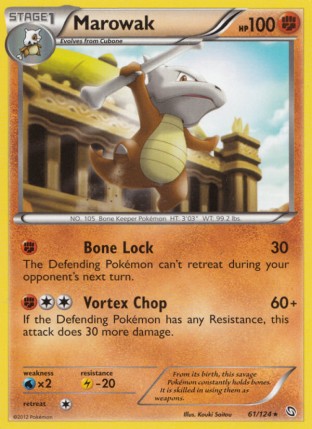 STAGE1 Marowak HP100
Evolves from Cubone
NO. 105 Bone Keeper Pokémon HT: 3'03" WT: 99.2 lbs.
Bone Lock 30
The Defending Pokémon can't retreat during your
opponent's next turn.
Vortex Chop 60+
If the Defending Pokémon has any Resistance, this
attack does 30 more damage.
weakness resistance
×2 -20
retreat
From its birth, this savage
Pokémon constantly holds bones.
It is skilled in using them as
weapons.
©2012 Pokémon Illus. Kouki Saitou 61/124★